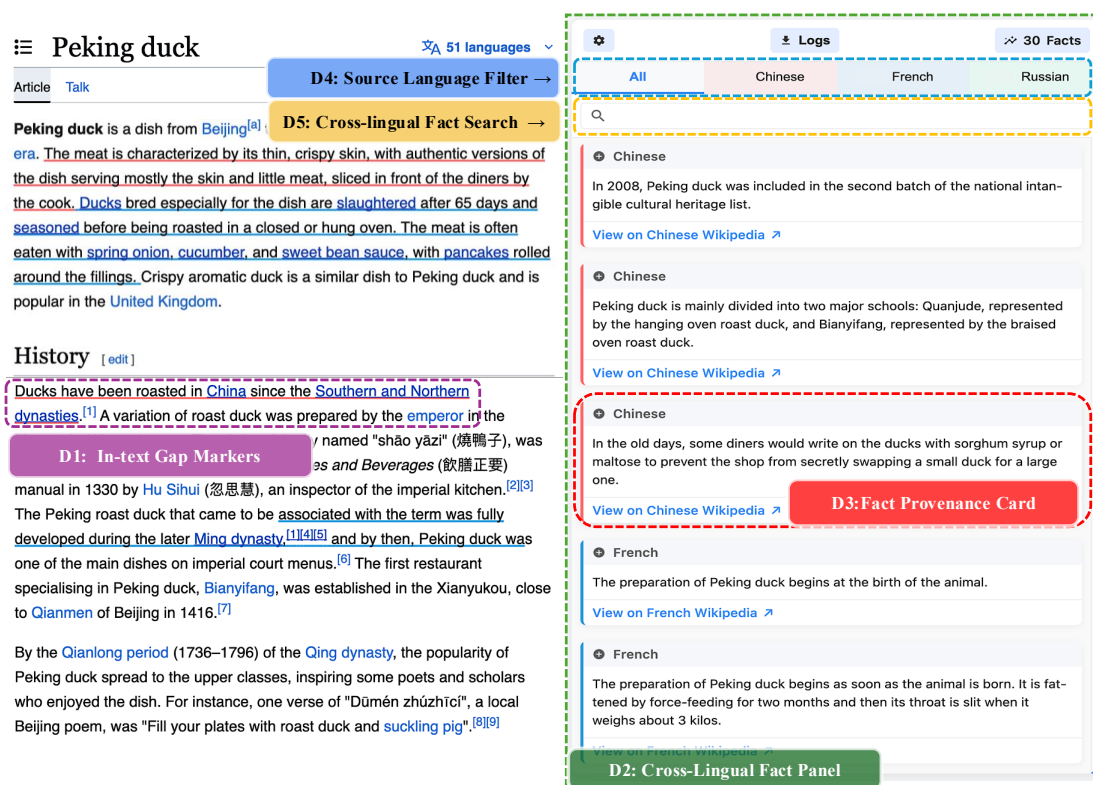 Peking duck
51 languages
Article Talk
D4: Source Language Filter →
D5: Cross-lingual Fact Search →
Peking duck is a dish from Beijing[a]
era. The meat is characterized by its thin, crispy skin, with authentic versions of
the dish serving mostly the skin and little meat, sliced in front of the diners by
the cook. Ducks bred especially for the dish are slaughtered after 65 days and
seasoned before being roasted in a closed or hung oven. The meat is often
eaten with spring onion, cucumber, and sweet bean sauce, with pancakes rolled
around the fillings. Crispy aromatic duck is a similar dish to Peking duck and is
popular in the United Kingdom.
History [ edit ]
Ducks have been roasted in China since the Southern and Northern
dynasties.[1] A variation of roast duck was prepared by the emperor in the
D1: In-text Gap Markers
named "shāo yāzi" (燒鴨子), was
es and Beverages (飲膳正要)
manual in 1330 by Hu Sihui (忽思慧), an inspector of the imperial kitchen.[2][3]
The Peking roast duck that came to be associated with the term was fully
developed during the later Ming dynasty,[1][4][5] and by then, Peking duck was
one of the main dishes on imperial court menus.[6] The first restaurant
specialising in Peking duck, Bianyifang, was established in the Xianyukou, close
to Qianmen of Beijing in 1416.[7]
By the Qianlong period (1736–1796) of the Qing dynasty, the popularity of
Peking duck spread to the upper classes, inspiring some poets and scholars
who enjoyed the dish. For instance, one verse of "Dūmén zhúzhīcí", a local
Beijing poem, was "Fill your plates with roast duck and suckling pig".[8][9]
Logs
30 Facts
All Chinese French Russian
Chinese
In 2008, Peking duck was included in the second batch of the national intan-
gible cultural heritage list.
View on Chinese Wikipedia ↗
Chinese
Peking duck is mainly divided into two major schools: Quanjude, represented
by the hanging oven roast duck, and Bianyifang, represented by the braised
oven roast duck.
View on Chinese Wikipedia ↗
Chinese
In the old days, some diners would write on the ducks with sorghum syrup or
maltose to prevent the shop from secretly swapping a small duck for a large
one.
View on Chinese Wikipedia ↗
D3:Fact Provenance Card
French
The preparation of Peking duck begins at the birth of the animal.
View on French Wikipedia ↗
French
The preparation of Peking duck begins as soon as the animal is born. It is fat-
tened by force-feeding for two months and then its throat is slit when it
weighs about 3 kilos.
View on French Wikipedia ↗
D2: Cross-Lingual Fact Panel